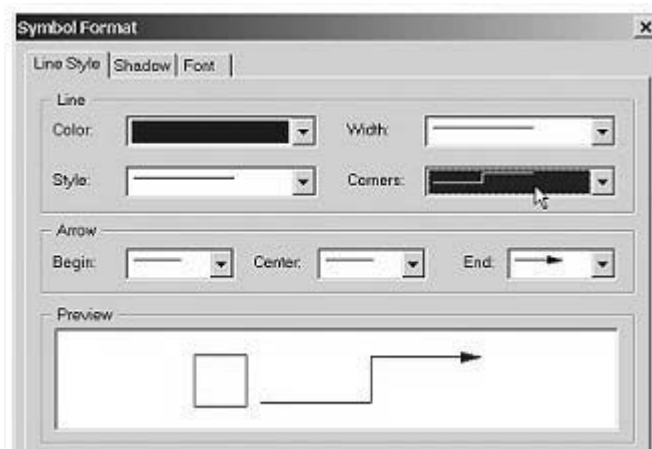 Symbol Format
Line Style Shadow Font
Line
Color: Width:
Style: Corners:
Arrow
Begin: Center: End:
Preview